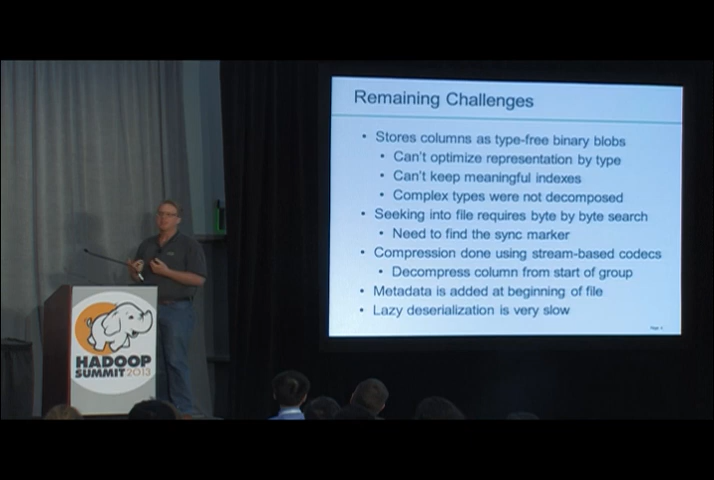 Remaining Challenges
• Stores columns as type-free binary blobs
• Can't optimize representation by type
• Can't keep meaningful indexes
• Complex types were not decomposed
• Seeking into file requires byte by byte search
• Need to find the sync marker
• Compression done using stream-based codecs
• Decompress column from start of group
• Metadata is added at beginning of file
• Lazy deserialization is very slow
HADOOP
SUMMIT 2013